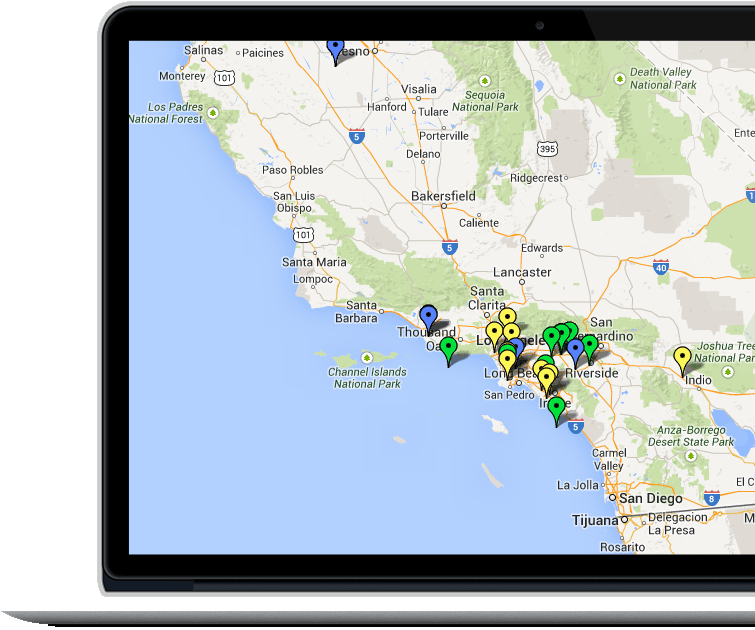 Salinas
Paicines
esno
Monterey
101
Death Valley
National Park
Visalia
Sequoia
National Park
Los Padres
National Forest
Hanford
Tulare
5
Porterville
395
Delano
Paso Robles
Ridgecrest
San Luis
Obispo
Bakersfield
Caliente
101
5
Edwards
Santa Maria
Lompoc
Lancaster
40
Santa
Clarita
Santa
Barbara
Thousand
Oa
San
nardino
Joshua Tree
National Par
Channel Islands
National Park
Long Bea
Riverside
Indio
San Pedro
Ir
5
Anza-Borrego
Desert State Park
Carmel
Valley
La Jolla
El C
San Diego
8
Tijuana
Delegacion
La Presa
M
Rosarito